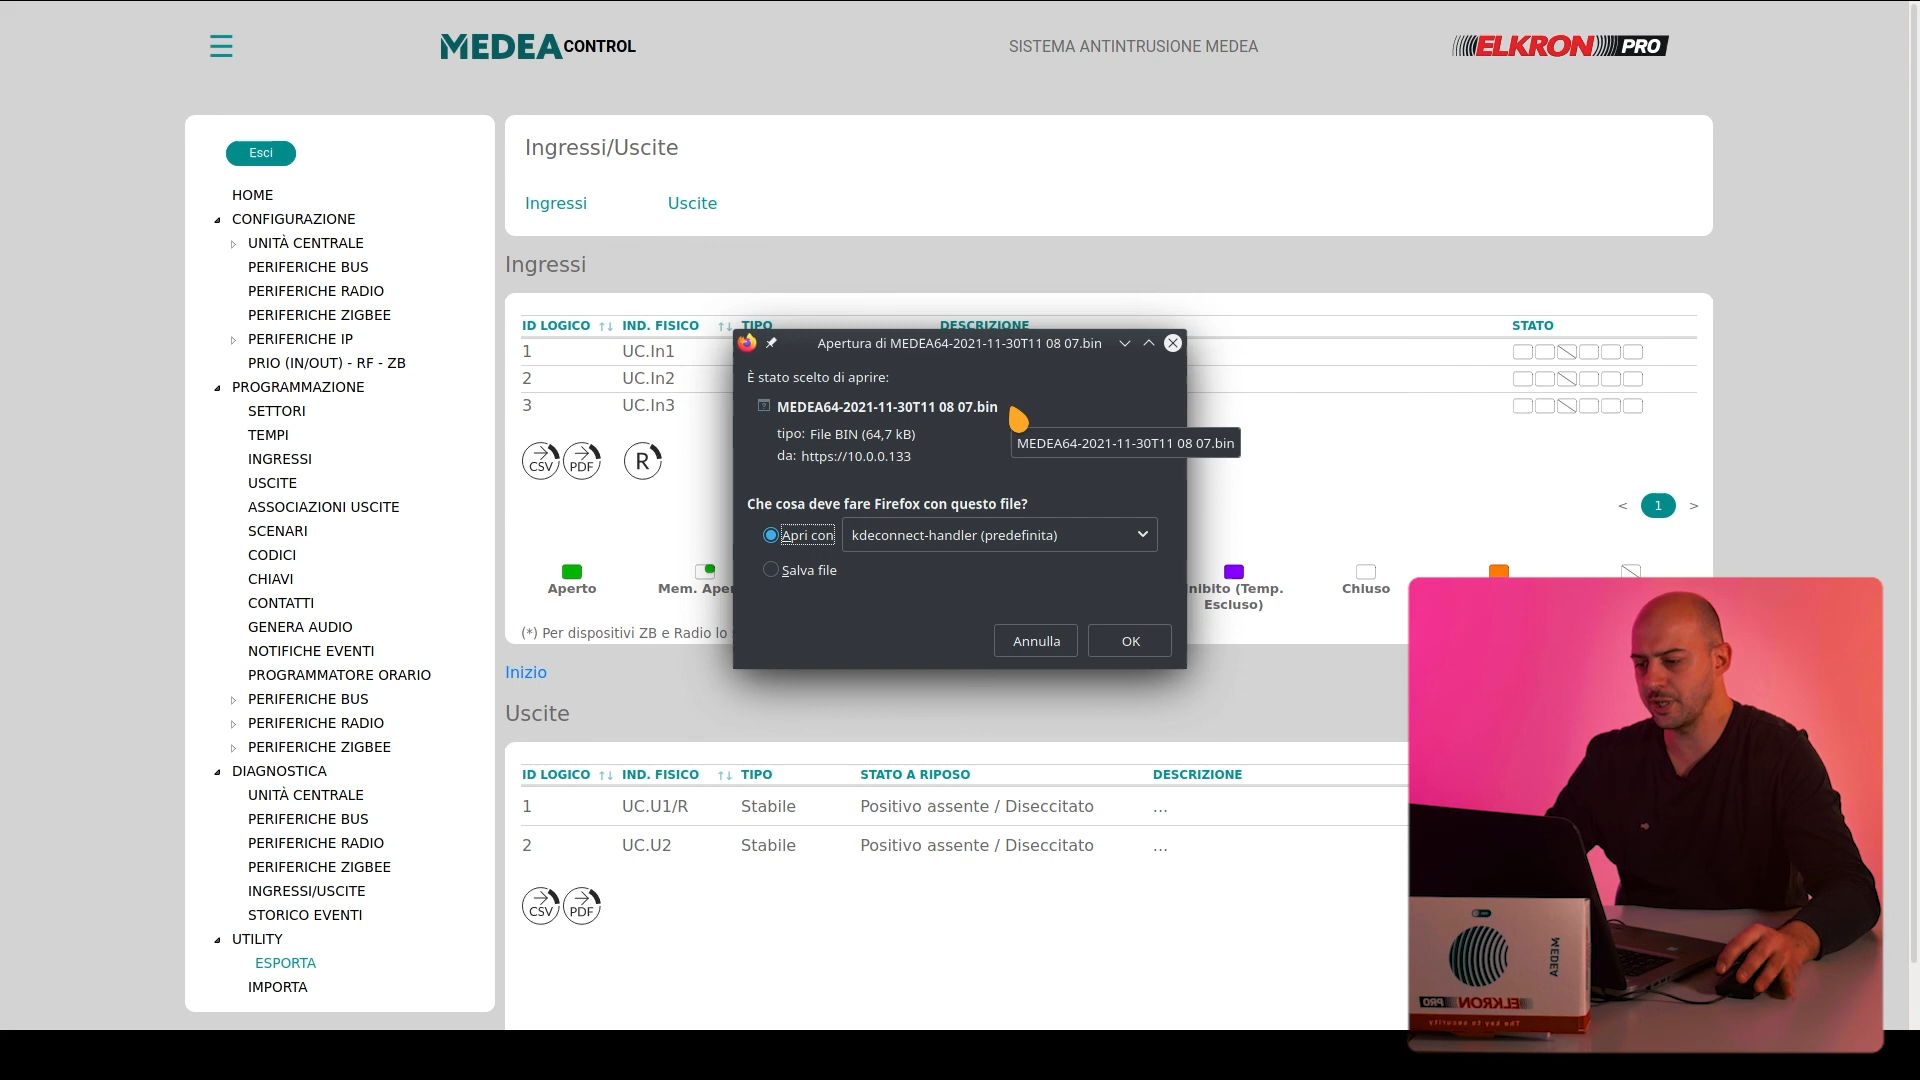 MEDEA CONTROL
SISTEMA ANTINTRUSIONE MEDEA
ELKRON PRO
Esci
HOME
CONFIGURAZIONE
UNITÀ CENTRALE
PERIFERICHE BUS
PERIFERICHE RADIO
PERIFERICHE ZIGBEE
PERIFERICHE IP
PRIO (IN/OUT) - RF - ZB
PROGRAMMAZIONE
SETTORI
TEMPI
INGRESSI
USCITE
ASSOCIAZIONI USCITE
SCENARI
CODICI
CHIAVI
CONTATTI
GENERA AUDIO
NOTIFICHE EVENTI
PROGRAMMATORE ORARIO
PERIFERICHE BUS
PERIFERICHE RADIO
PERIFERICHE ZIGBEE
DIAGNOSTICA
UNITÀ CENTRALE
PERIFERICHE BUS
PERIFERICHE RADIO
PERIFERICHE ZIGBEE
INGRESSI/USCITE
STORICO EVENTI
UTILITY
ESPORTA
IMPORTA
Ingressi/Uscite
Ingressi Uscite
Ingressi
ID LOGICO IND. FISICO TIPO DESCRIZIONE STATO
1 UC.In1
2 UC.In2
3 UC.In3
CSV PDF R
< 1 >
Aperto Mem. Aper nibito (Temp. Chiuso
Escluso)
(*) Per dispositivi ZB e Radio lo
Apertura di MEDEA64-2021-11-30T11 08 07.bin
È stato scelto di aprire:
MEDEA64-2021-11-30T11 08 07.bin
tipo: File BIN (64,7 kB)
da: https://10.0.0.133
MEDEA64-2021-11-30T11 08 07.bin
Che cosa deve fare Firefox con questo file?
Apri con kdeconnect-handler (predefinita)
Salva file
Annulla OK
Inizio
Uscite
ID LOGICO IND. FISICO TIPO STATO A RIPOSO DESCRIZIONE
1 UC.U1/R Stabile Positivo assente / Diseccitato ...
2 UC.U2 Stabile Positivo assente / Diseccitato ...
CSV PDF
MEDEA
ELKRON PRO
The key to security